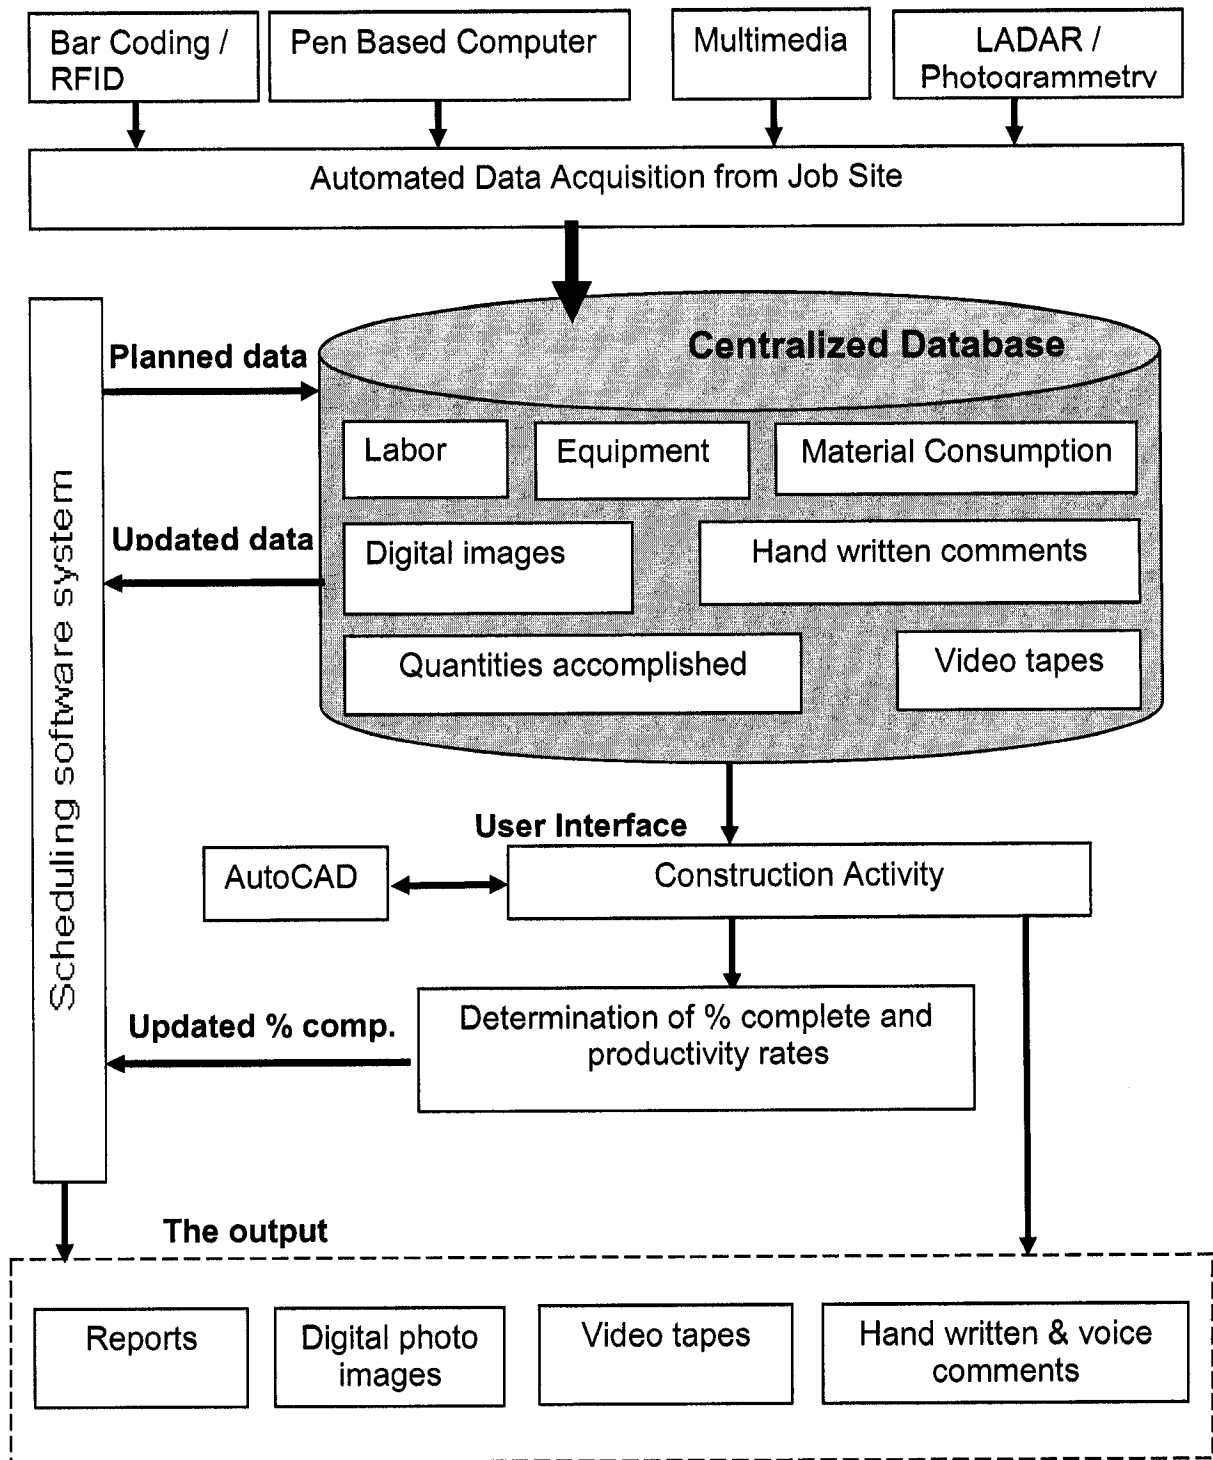 Bar Coding /
RFID
Pen Based Computer
Multimedia
LADAR /
Photogrammetry
Automated Data Acquisition from Job Site
Centralized Database
Planned data
Labor
Equipment
Material Consumption
Updated data
Digital images
Hand written comments
Quantities accomplished
Video tapes
Scheduling software system
User Interface
AutoCAD
Construction Activity
Updated % comp.
Determination of % complete and
productivity rates
The output
Reports
Digital photo
images
Video tapes
Hand written & voice
comments